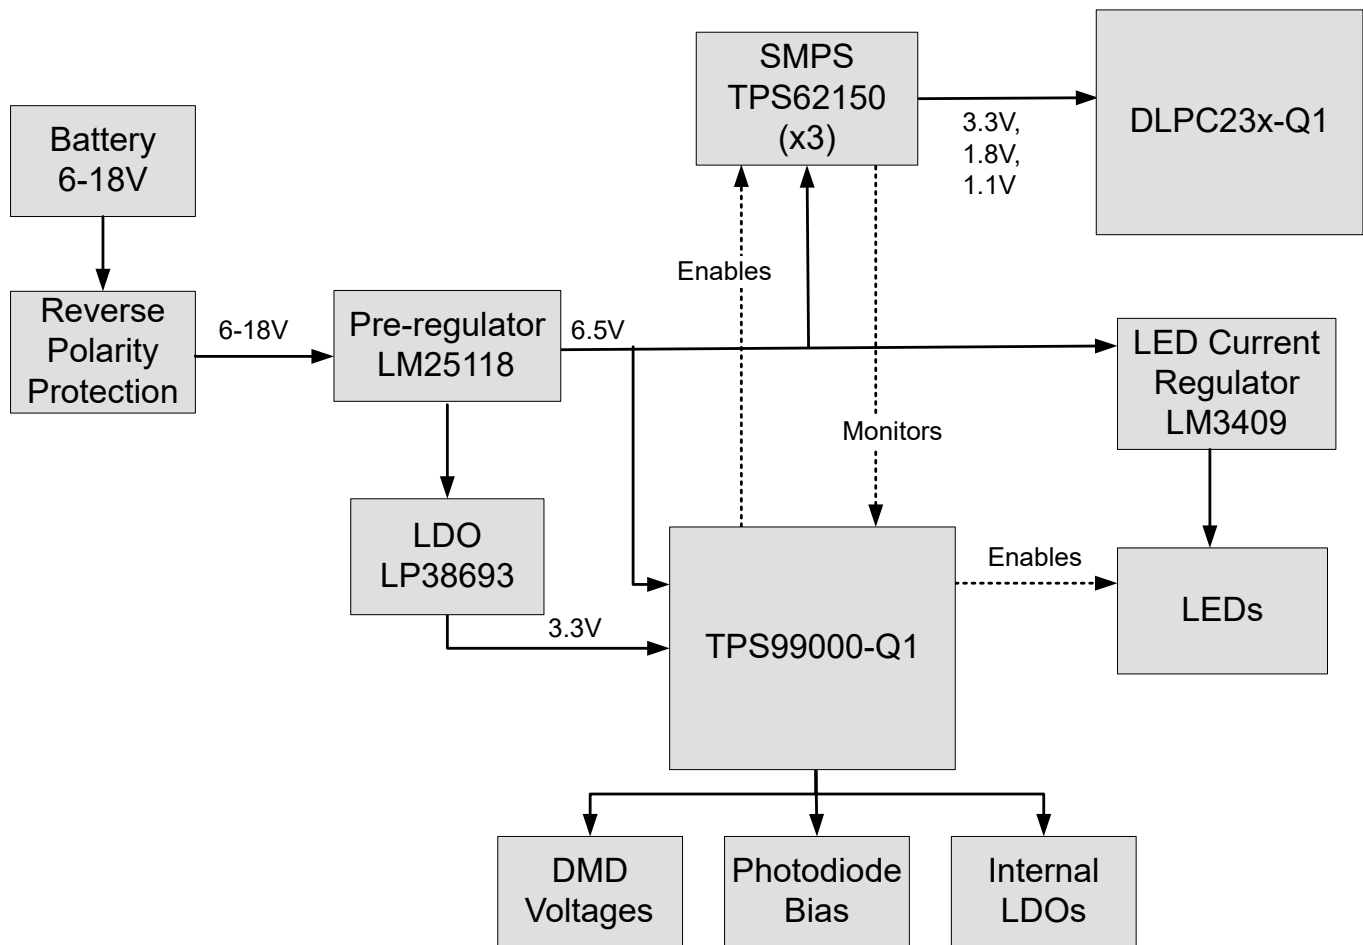 SMPS
TPS62150
(x3)
DLPC23x-Q1
3.3V,
1.8V,
1.1V
Battery
6-18V
Enables
Reverse
Polarity
Protection
6-18V
Pre-regulator
LM25118
6.5V
LED Current
Regulator
LM3409
Monitors
LDO
LP38693
3.3V
TPS99000-Q1
Enables
LEDs
DMD
Voltages
Photodiode
Bias
Internal
LDOs